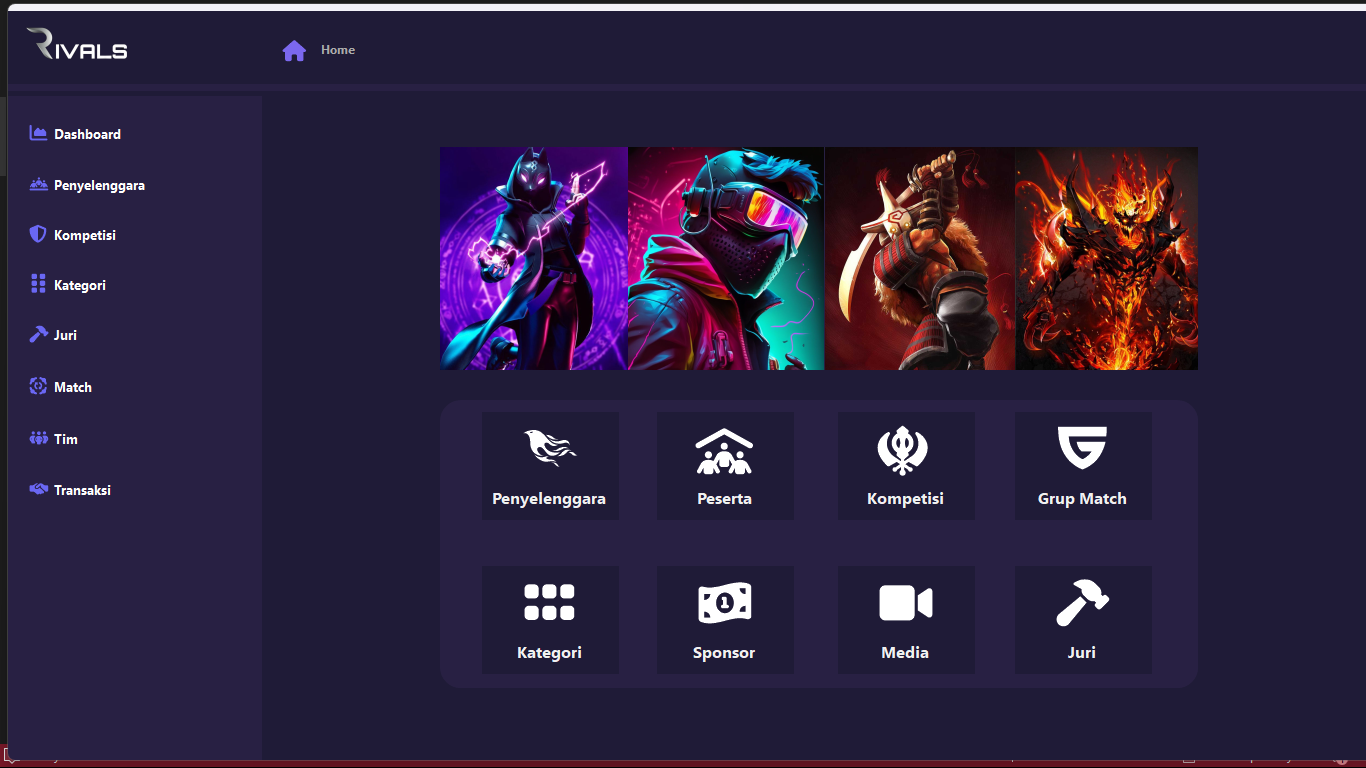 RIVALS
Home
Dashboard
Penyelenggara
Kompetisi
Kategori
Juri
Match
Tim
Transaksi
Penyelenggara
Peserta
Kompetisi
Grup Match
1
Kategori
Sponsor
Media
Juri